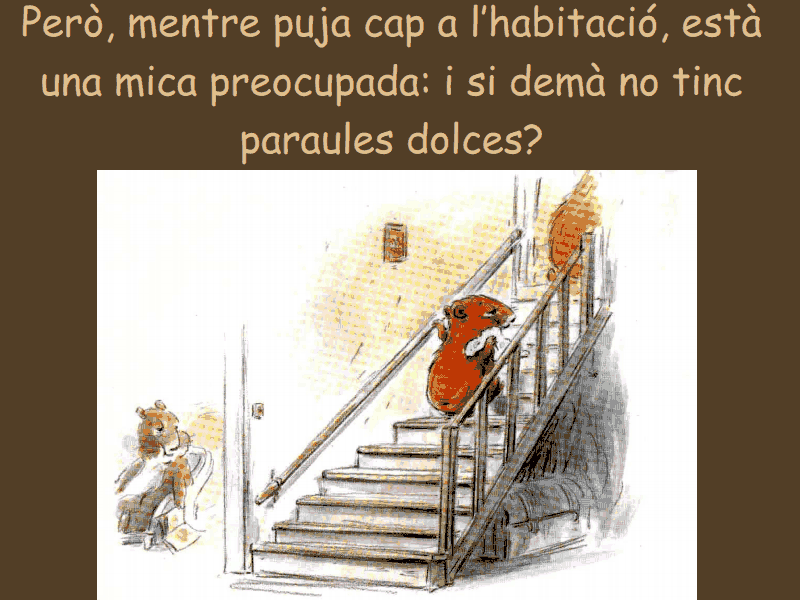 Però, mentre puja cap a l'habitació, està
una mica preocupada: i si demà no tinc
paraules dolces?